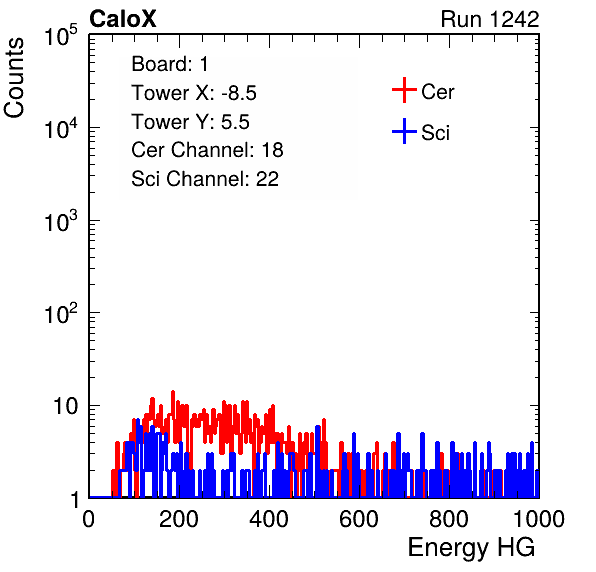 CaloX Run 1242
Counts
10^5
10^4
10^3
10^2
10
1
Board: 1
Tower X: -8.5
Tower Y: 5.5
Cer Channel: 18
Sci Channel: 22
Cer
Sci
0 200 400 600 800 1000
Energy HG